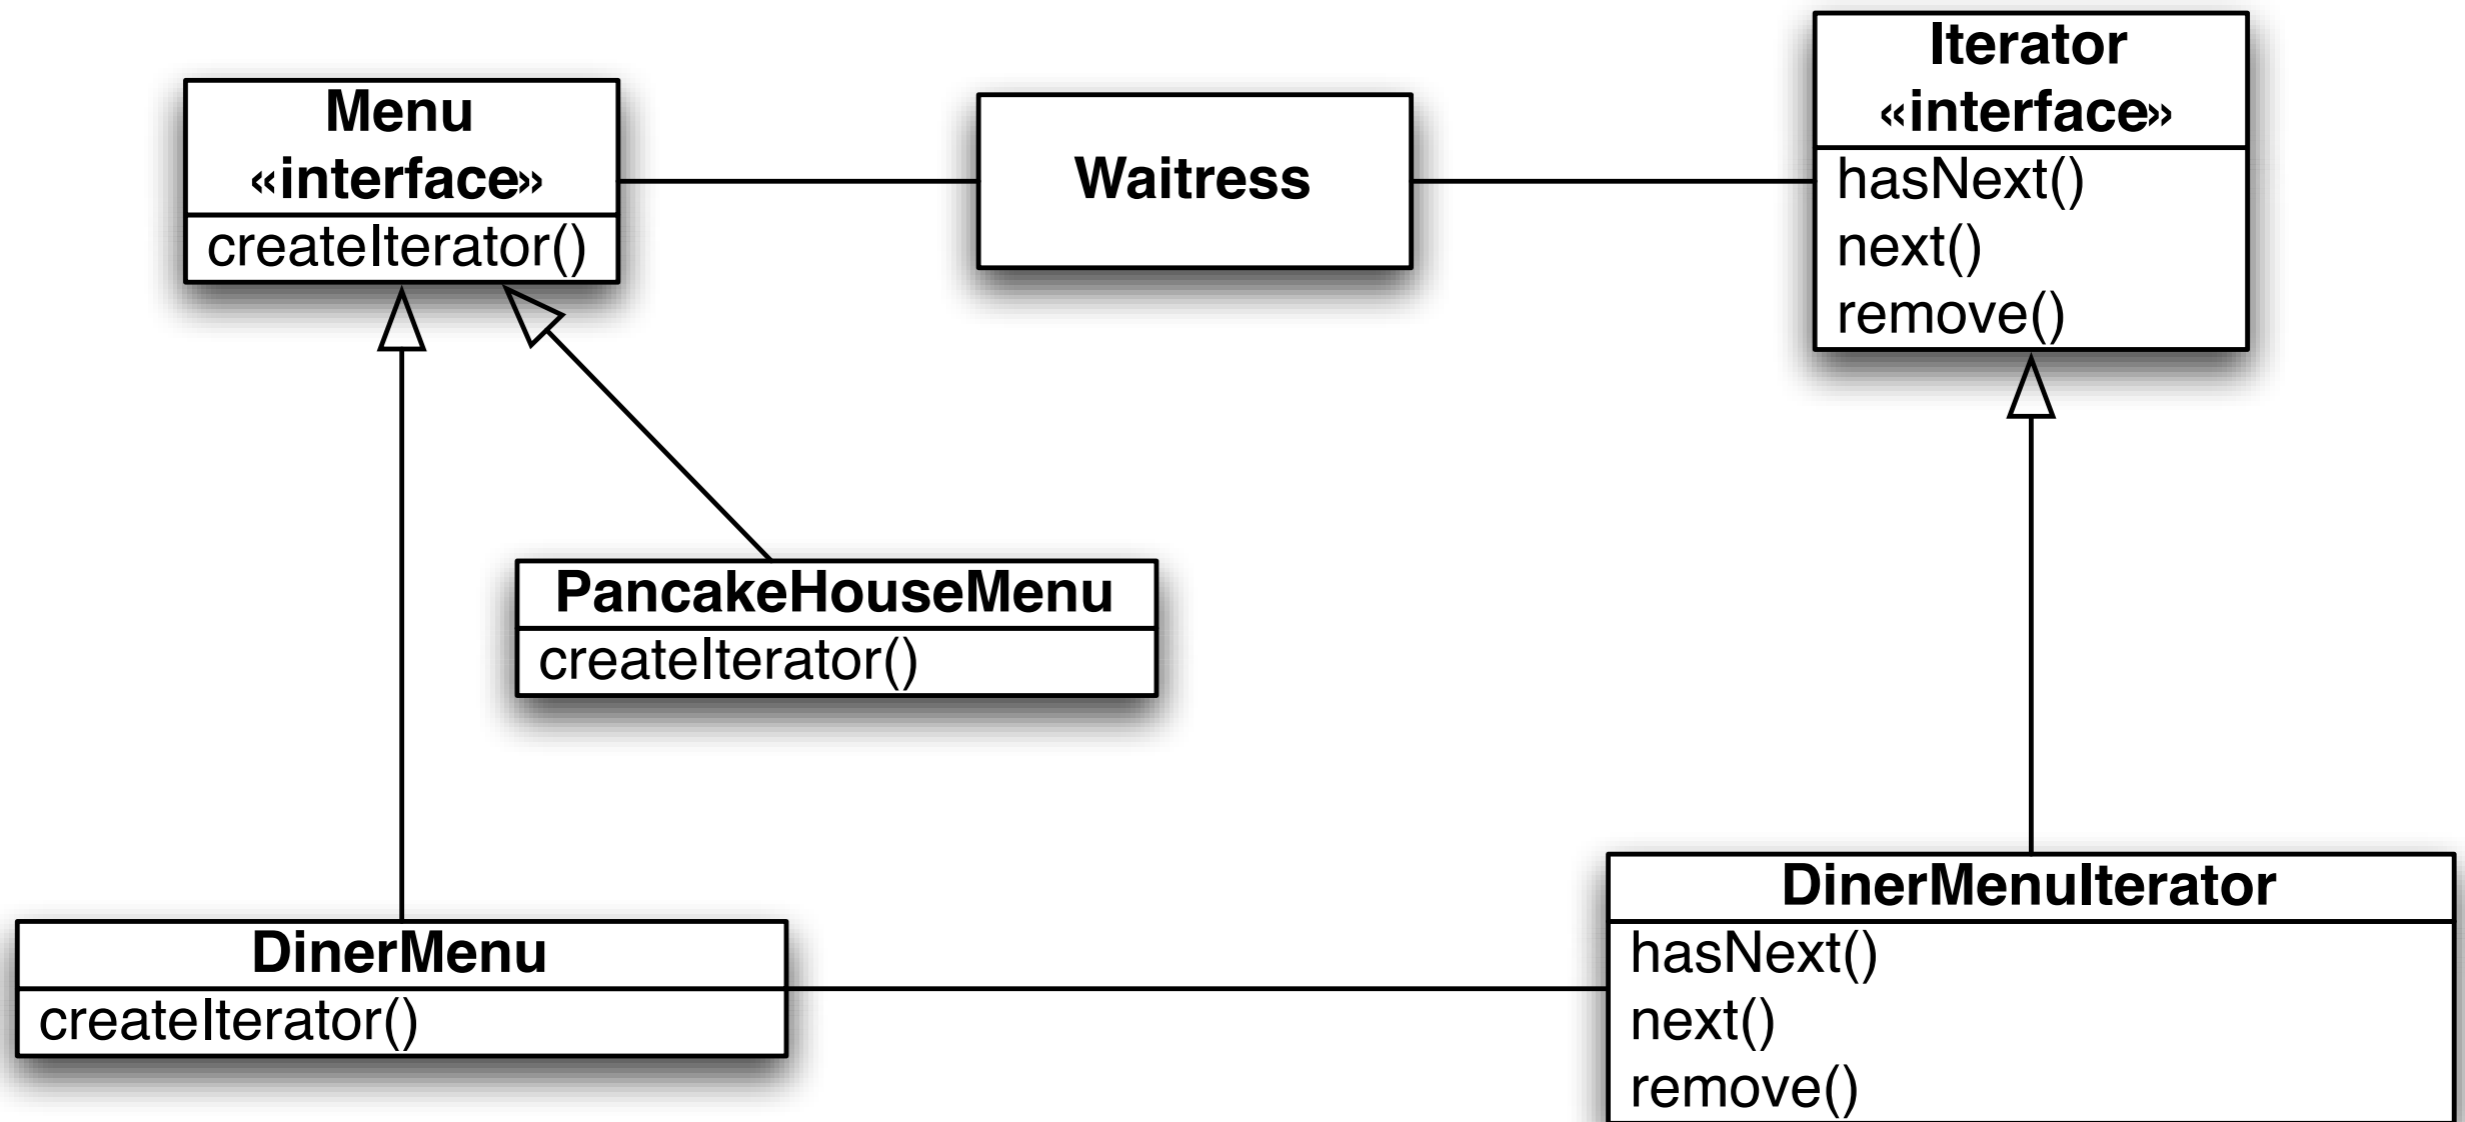 Menu
«interface»
createIterator()
Waitress
Iterator
«interface»
hasNext()
next()
remove()
PancakeHouseMenu
createIterator()
DinerMenu
createIterator()
DinerMenuIterator
hasNext()
next()
remove()